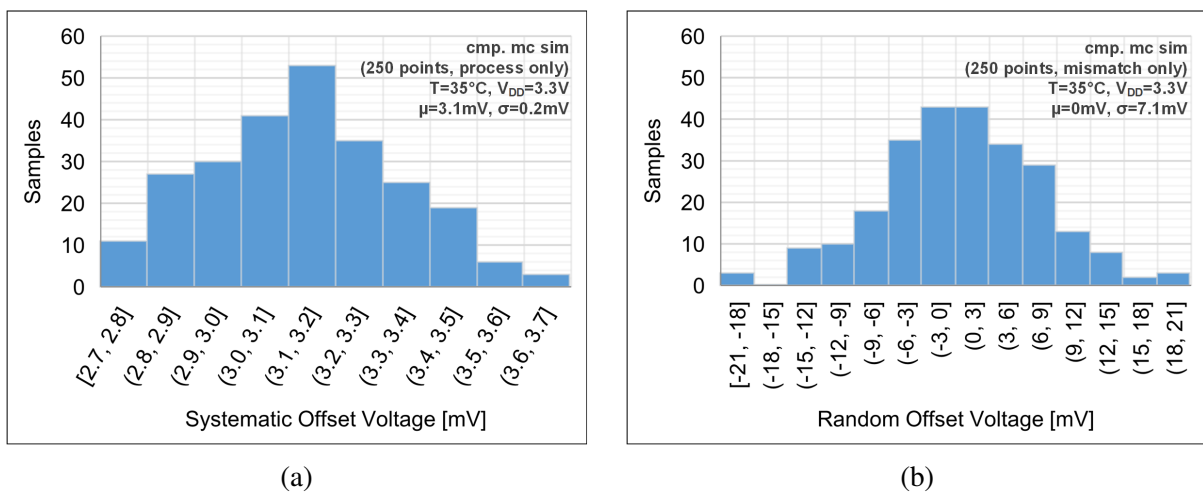 60
50
40
30
20
10
0
Samples
cmp. mc sim
(250 points, process only)
T=35°C, VDD=3.3V
μ=3.1mV, σ=0.2mV
[2.7, 2.8]
(2.8, 2.9]
(2.9, 3.0]
(3.0, 3.1]
(3.1, 3.2]
(3.2, 3.3]
(3.3, 3.4]
(3.4, 3.5]
(3.5, 3.6]
(3.6, 3.7]
Systematic Offset Voltage [mV]
(a)
60
50
40
30
20
10
0
Samples
cmp. mc sim
(250 points, mismatch only)
T=35°C, VDD=3.3V
μ=0mV, σ=7.1mV
[-21, -18]
(-18, -15]
(-15, -12]
(-12, -9]
(-9, -6]
(-6, -3]
(-3, 0]
(0, 3]
(3, 6]
(6, 9]
(9, 12]
(12, 15]
(15, 18]
(18, 21]
Random Offset Voltage [mV]
(b)